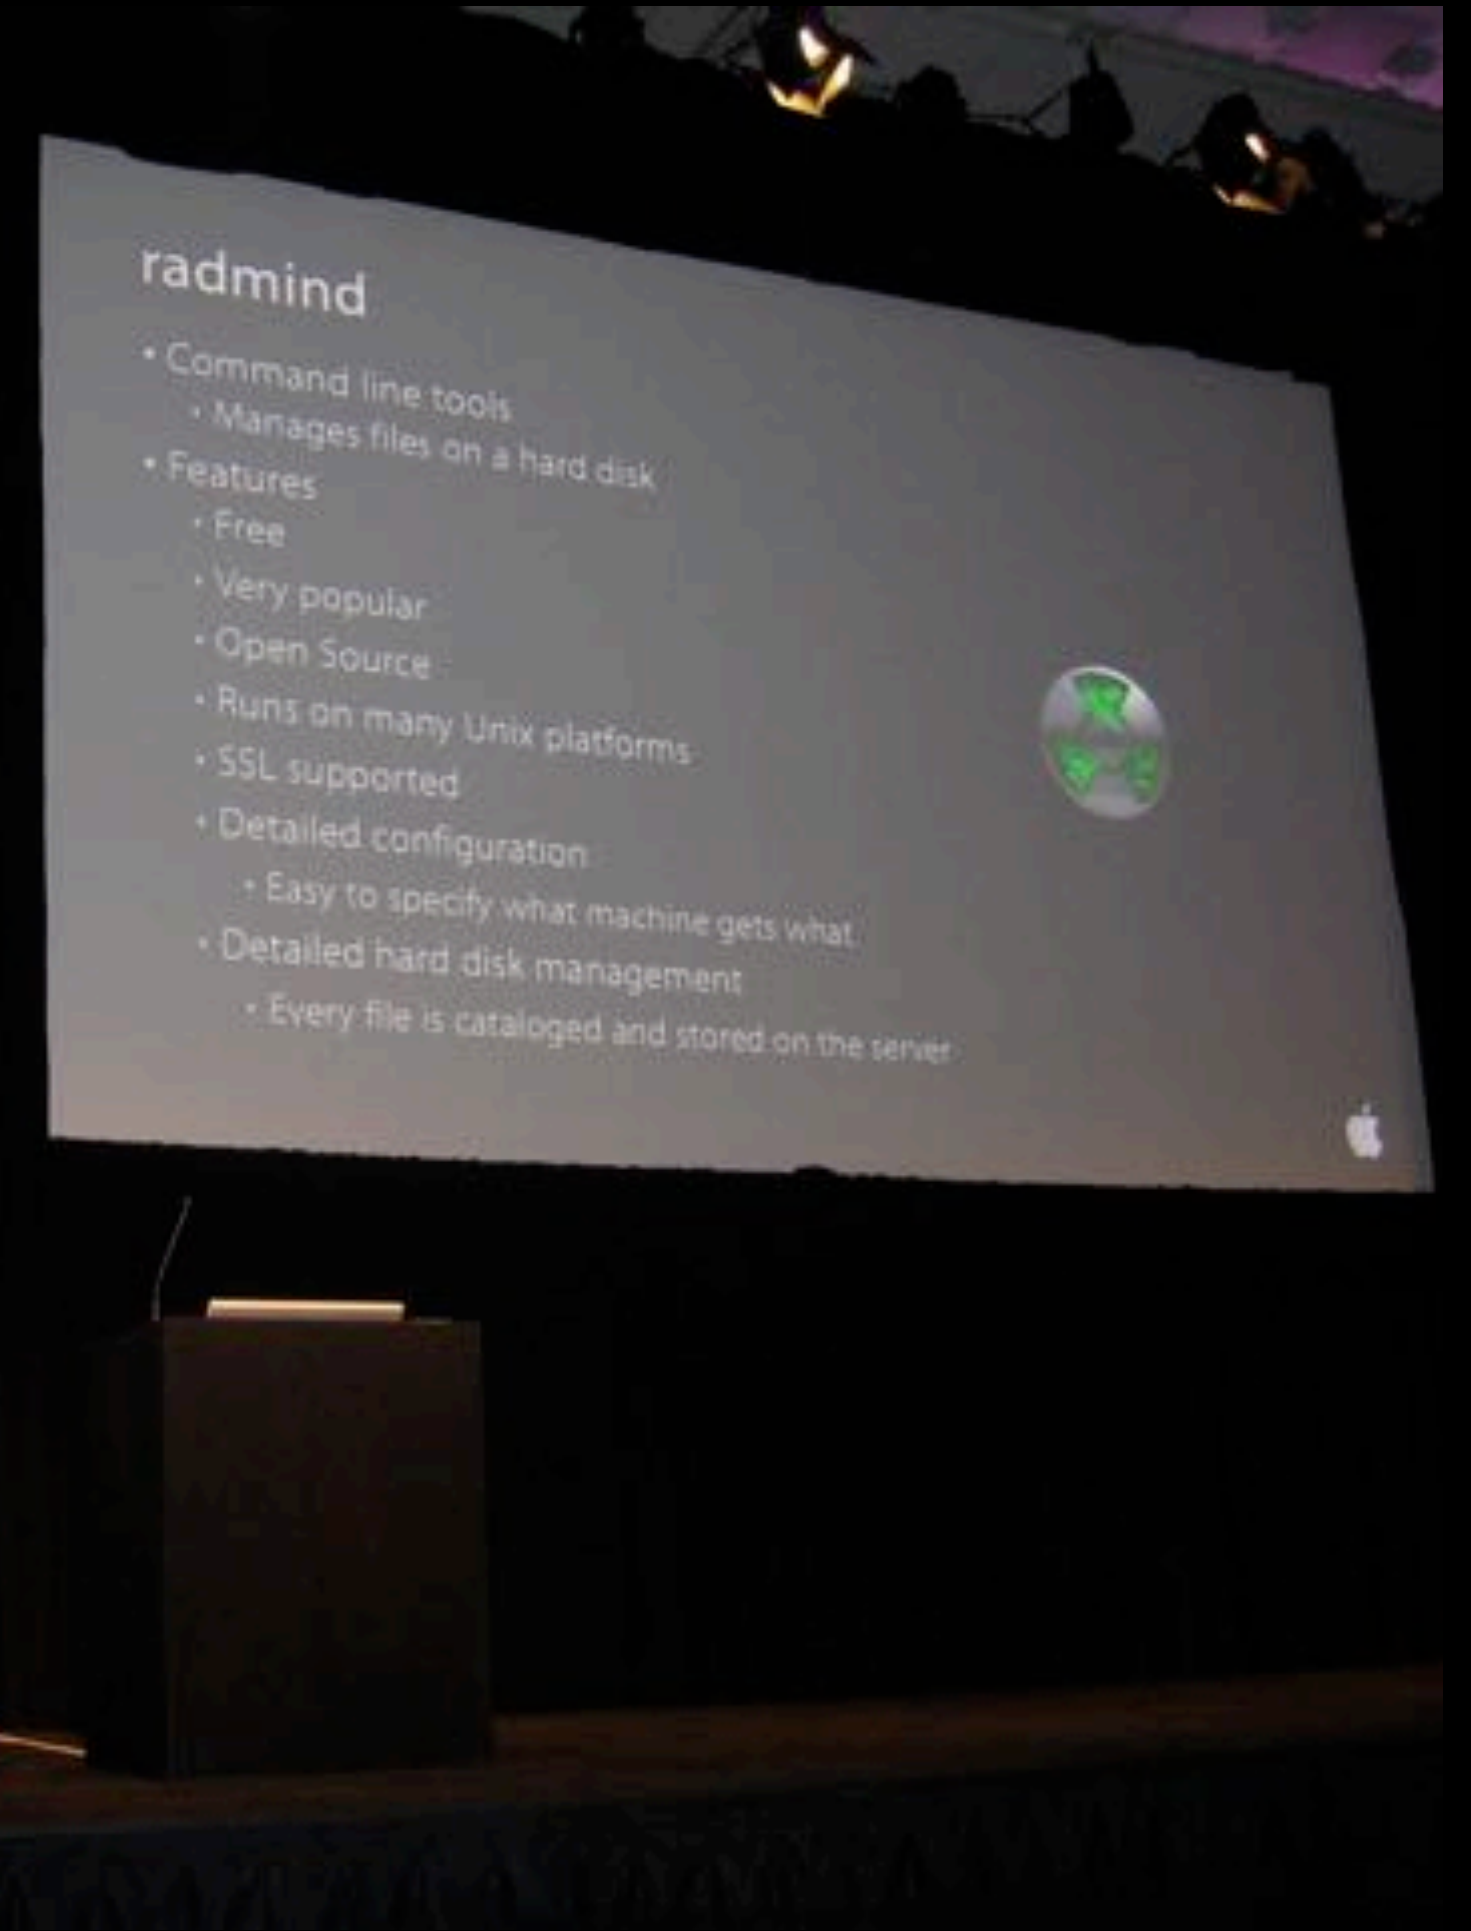 radmind
• Command line tools
• Manages files on a hard disk
• Features
• Free
• Very popular
• Open Source
• Runs on many Unix platforms
• SSL supported
• Detailed configuration
• Easy to specify what machine gets what
• Detailed hard disk management
• Every file is cataloged and stored on the server